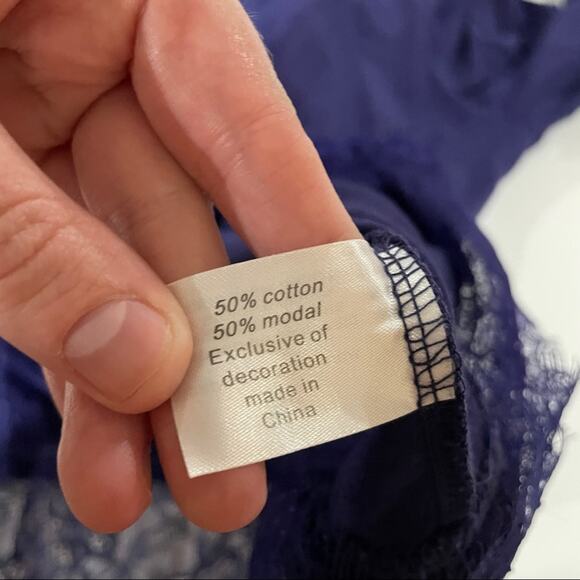 50% cotton
50% modal
Exclusive of
decoration
made in
China